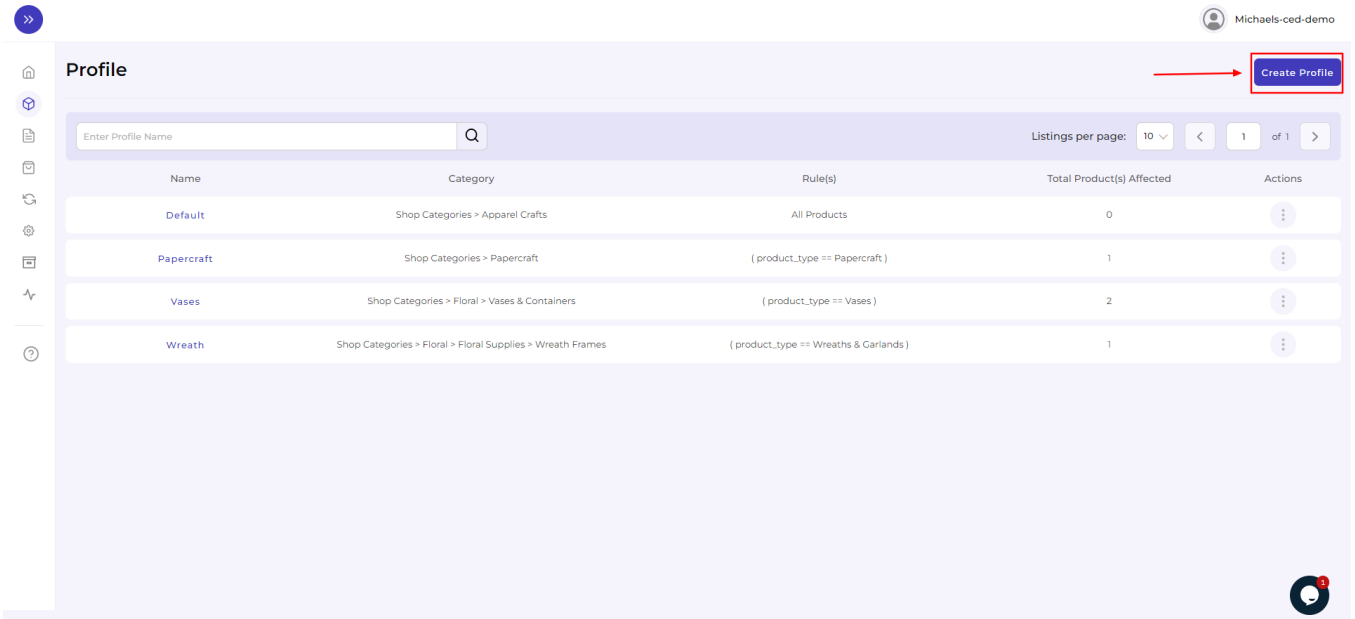 Michaels-ced-demo
Profile
Create Profile
Enter Profile Name
Listings per page: 10 1 of 1
Name Category Rule(s) Total Product(s) Affected Actions
Default Shop Categories > Apparel Crafts All Products 0
Papercraft Shop Categories > Papercraft ( product_type == Papercraft ) 1
Vases Shop Categories > Floral > Vases & Containers ( product_type == Vases ) 2
Wreath Shop Categories > Floral > Floral Supplies > Wreath Frames ( product_type == Wreaths & Garlands ) 1
1